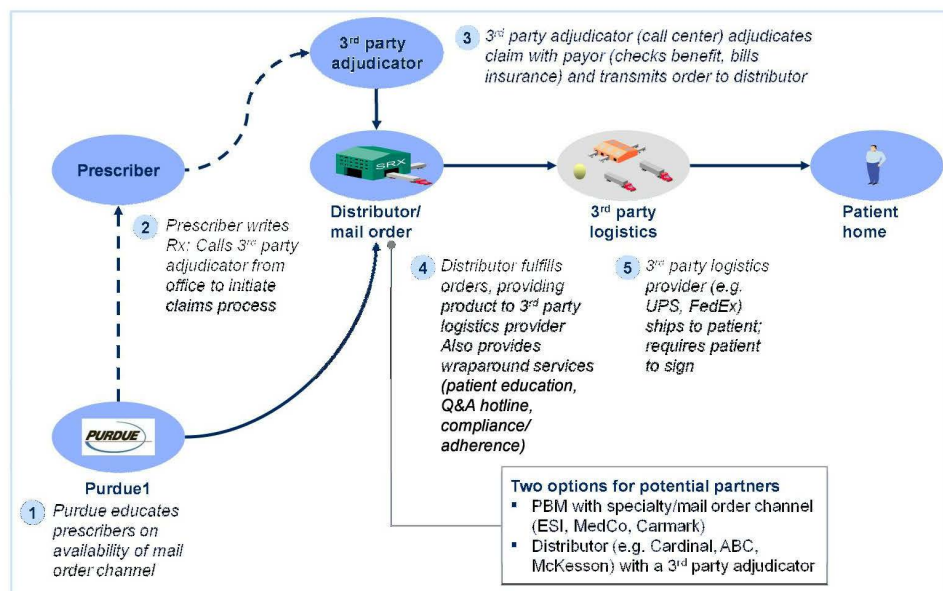 3rd party
adjudicator
3
3rd party adjudicator (call center) adjudicates
claim with payor (checks benefit, bills
insurance) and transmits order to distributor
Prescriber
SRX
Distributor/
mail order
3rd party
logistics
Patient
home
2
Prescriber writes
Rx: Calls 3rd party
adjudicator from
office to initiate
claims process
4
Distributor fulfills
orders, providing
product to 3rd party
logistics provider
Also provides
wraparound services
(patient education,
Q&A hotline,
compliance/
adherence)
5
3rd party logistics
provider (e.g.
UPS, FedEx)
ships to patient;
requires patient
to sign
PURDUE
Purdue1
1
Purdue educates
prescribers on
availability of mail
order channel
Two options for potential partners
▪ PBM with specialty/mail order channel
(ESI, MedCo, Carmark)
▪ Distributor (e.g. Cardinal, ABC,
McKesson) with a 3rd party adjudicator